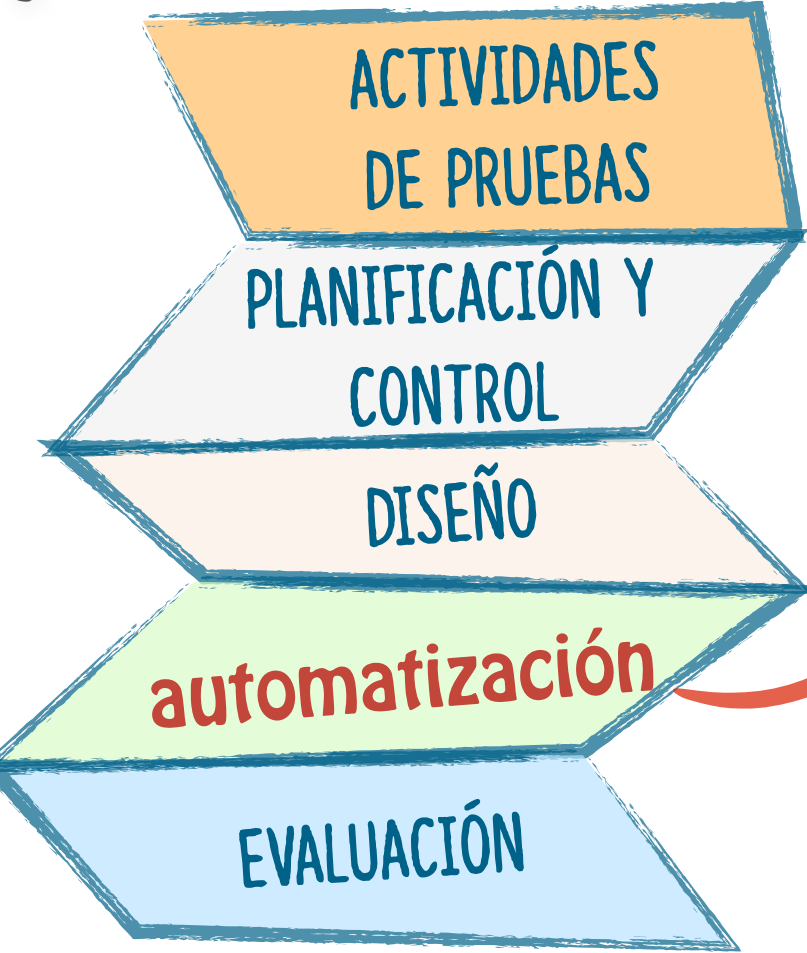 ACTIVIDADES
DE PRUEBAS
PLANIFICACIÓN Y
CONTROL
DISEÑO
automatización
EVALUACIÓN